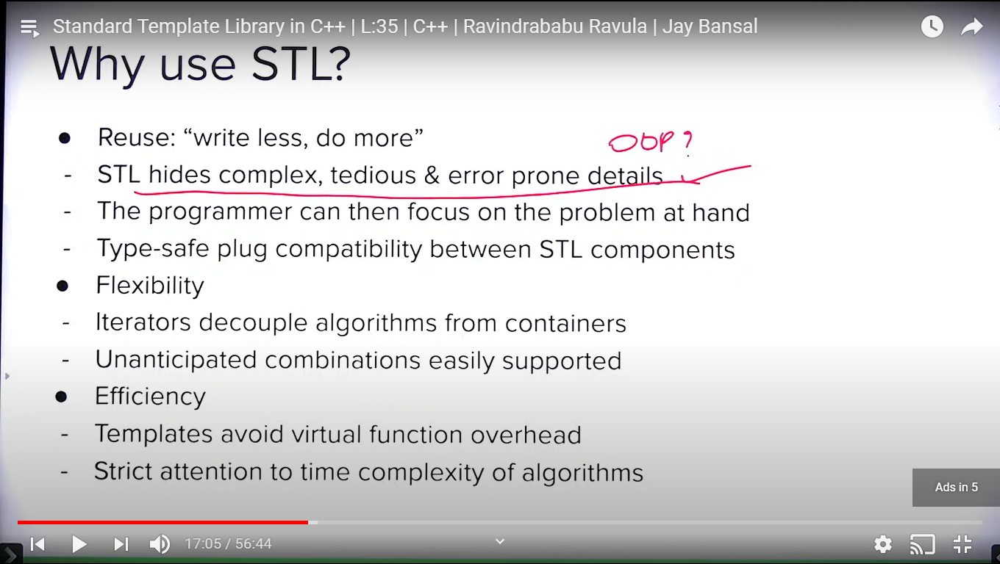 Standard Template Library in C++ | L:35 | C++ | Ravindrababu Ravula | Jay Bansal
Why use STL?
● Reuse: “write less, do more”
OOP?
- STL hides complex, tedious & error prone details
- The programmer can then focus on the problem at hand
- Type-safe plug compatibility between STL components
● Flexibility
- Iterators decouple algorithms from containers
- Unanticipated combinations easily supported
● Efficiency
- Templates avoid virtual function overhead
- Strict attention to time complexity of algorithms
Ads in 5
17:05 / 56:44